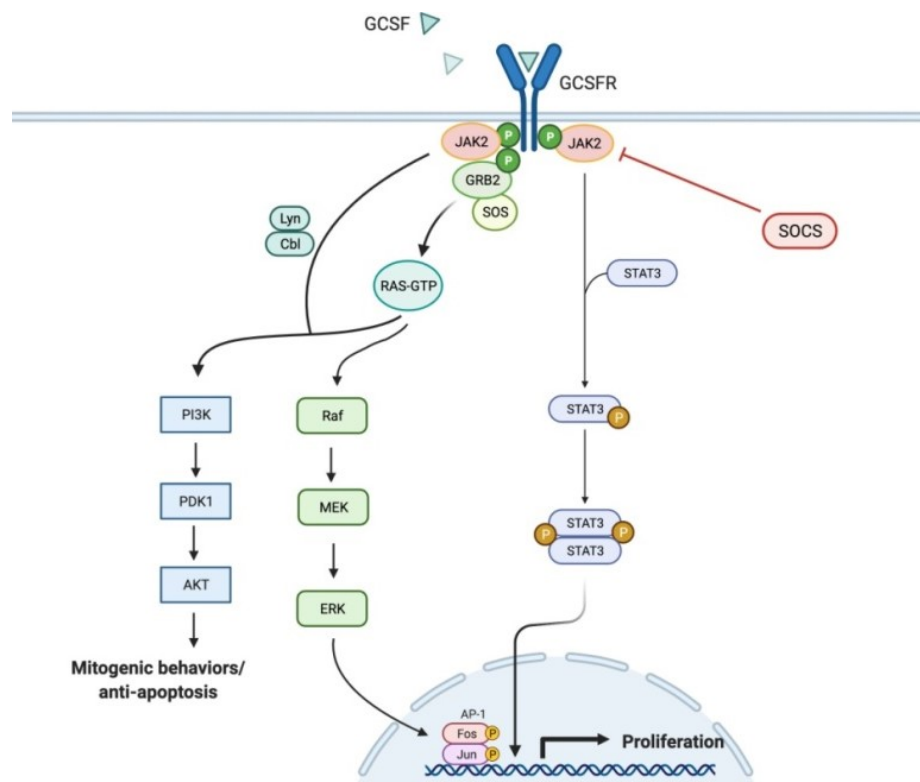 GCSF
GCSFR
JAK2
P
P
JAK2
P
GRB2
SOS
Lyn
Cbl
SOCS
RAS-GTP
STAT3
PI3K
Raf
STAT3
P
PDK1
MEK
P
STAT3
P
STAT3
AKT
ERK
Mitogenic behaviors/
anti-apoptosis
AP-1
Fos
P
Jun
P
Proliferation